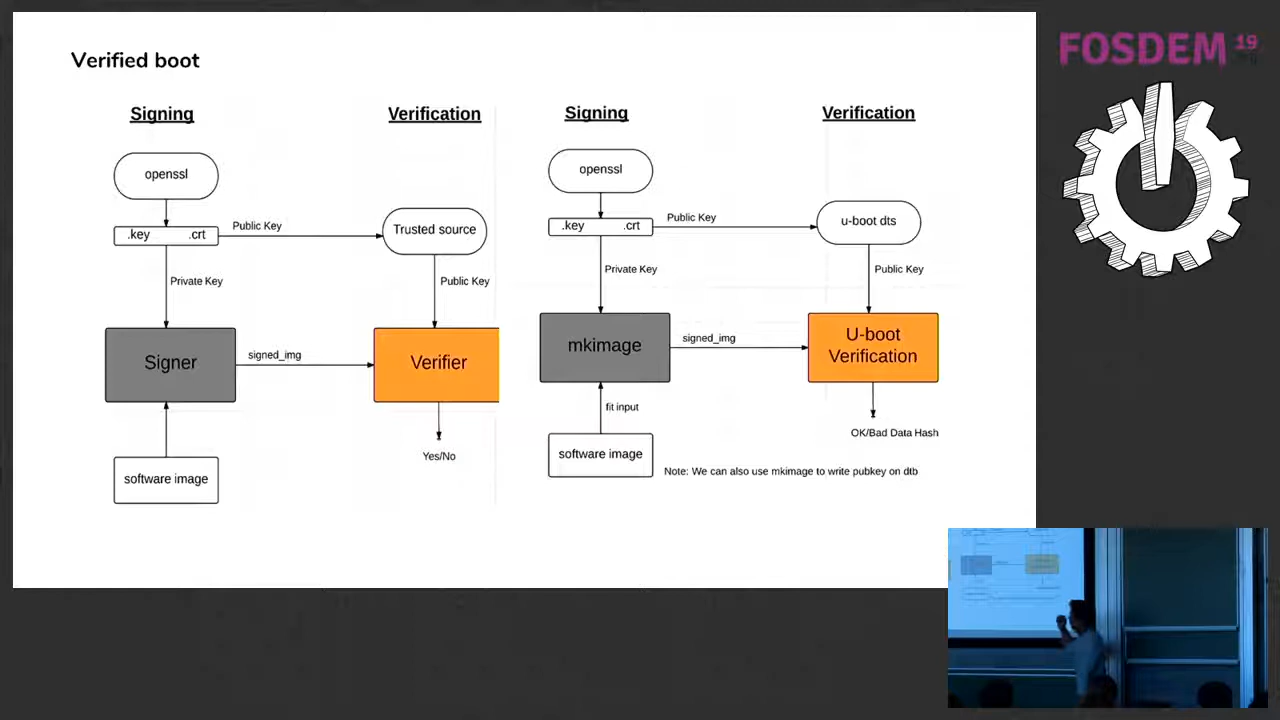 Verified boot
Signing
Verification
openssl
.key .crt
Public Key
Trusted source
Private Key
Public Key
Signer
signed_img
Verifier
Yes/No
software image
Signing
Verification
openssl
.key .crt
Public Key
u-boot dts
Private Key
Public Key
mkimage
signed_img
U-boot
Verification
fit input
OK/Bad Data Hash
software image
Note: We can also use mkimage to write pubkey on dtb
FOSDEM 19